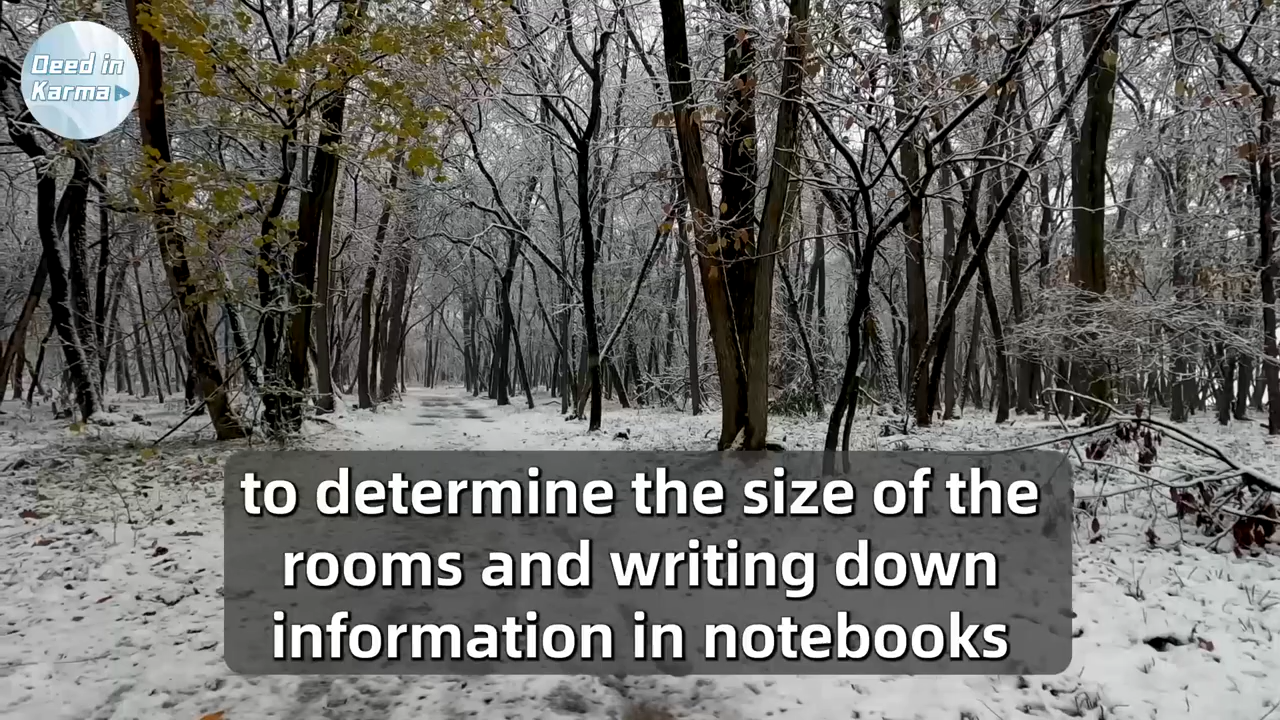 Deed in
Karma
to determine the size of the
rooms and writing down
information in notebooks